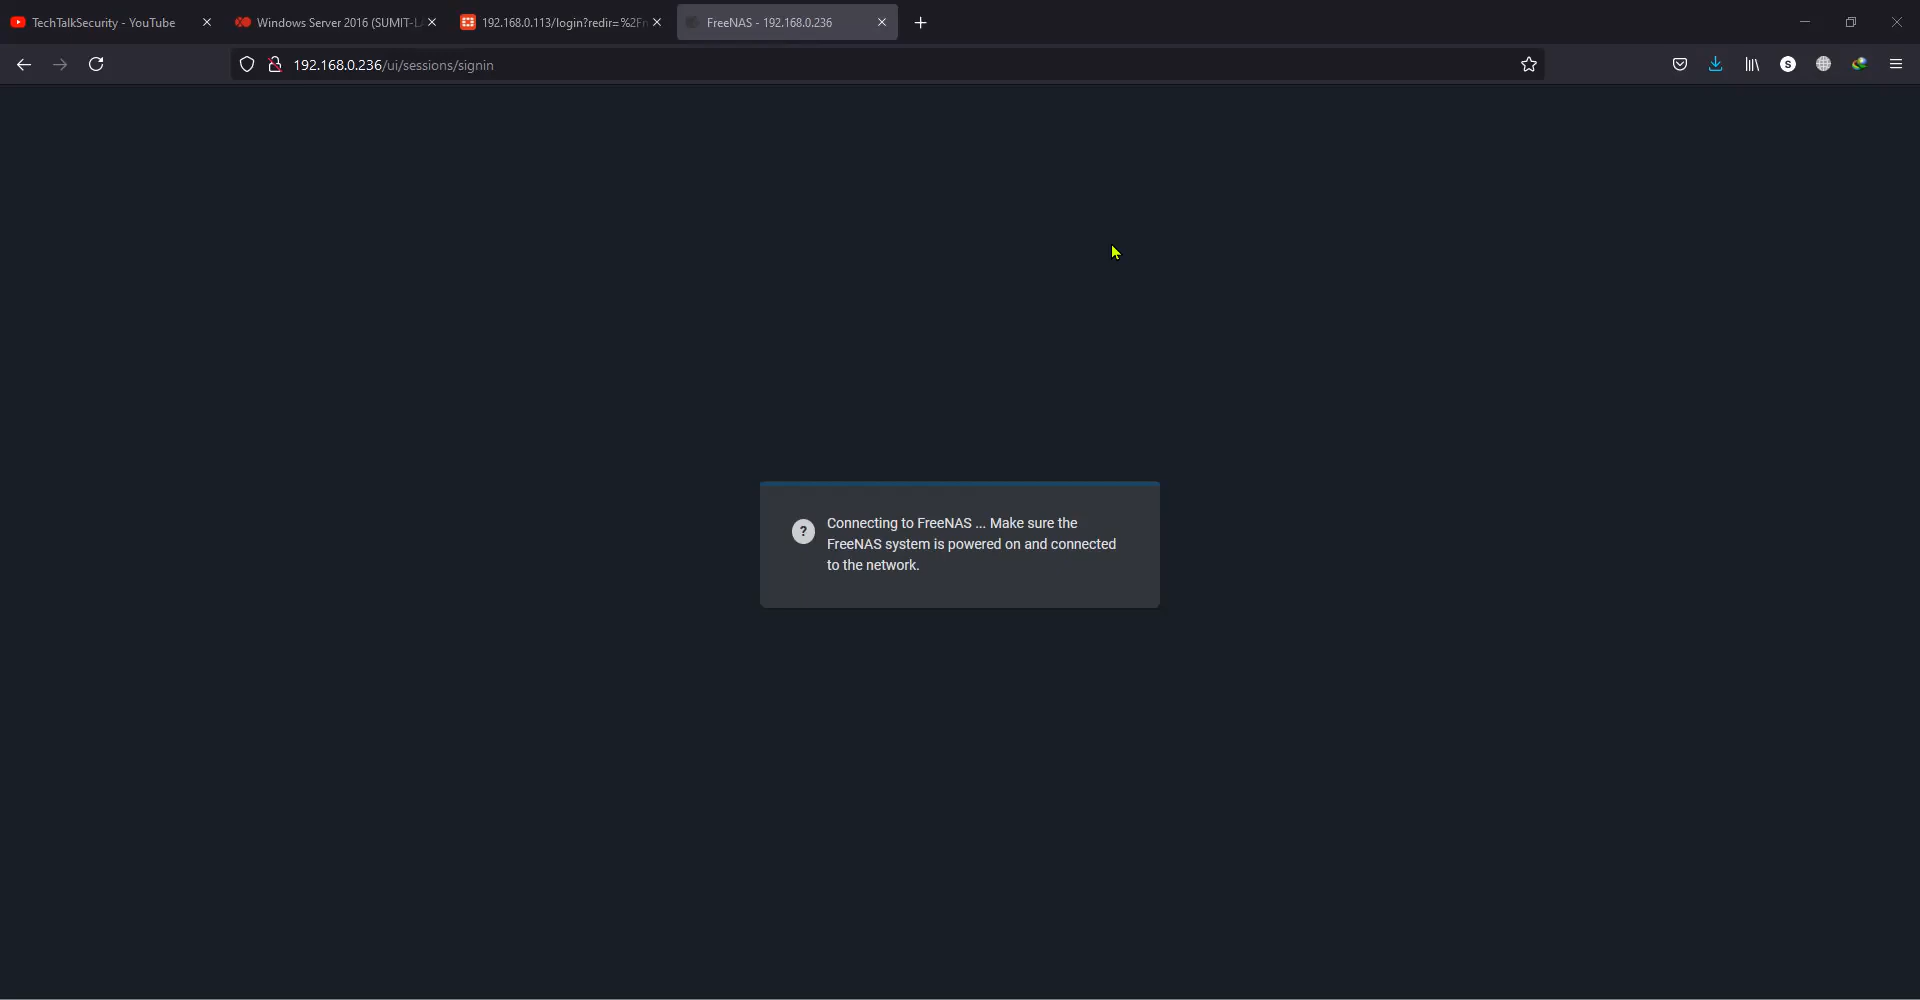 TechTalkSecurity - YouTube
Windows Server 2016 (SUMIT-LA
192.168.0.113/login?redir=%2Fn
FreeNAS - 192.168.0.236
192.168.0.236/ui/sessions/signin
S
?
Connecting to FreeNAS ... Make sure the
FreeNAS system is powered on and connected
to the network.